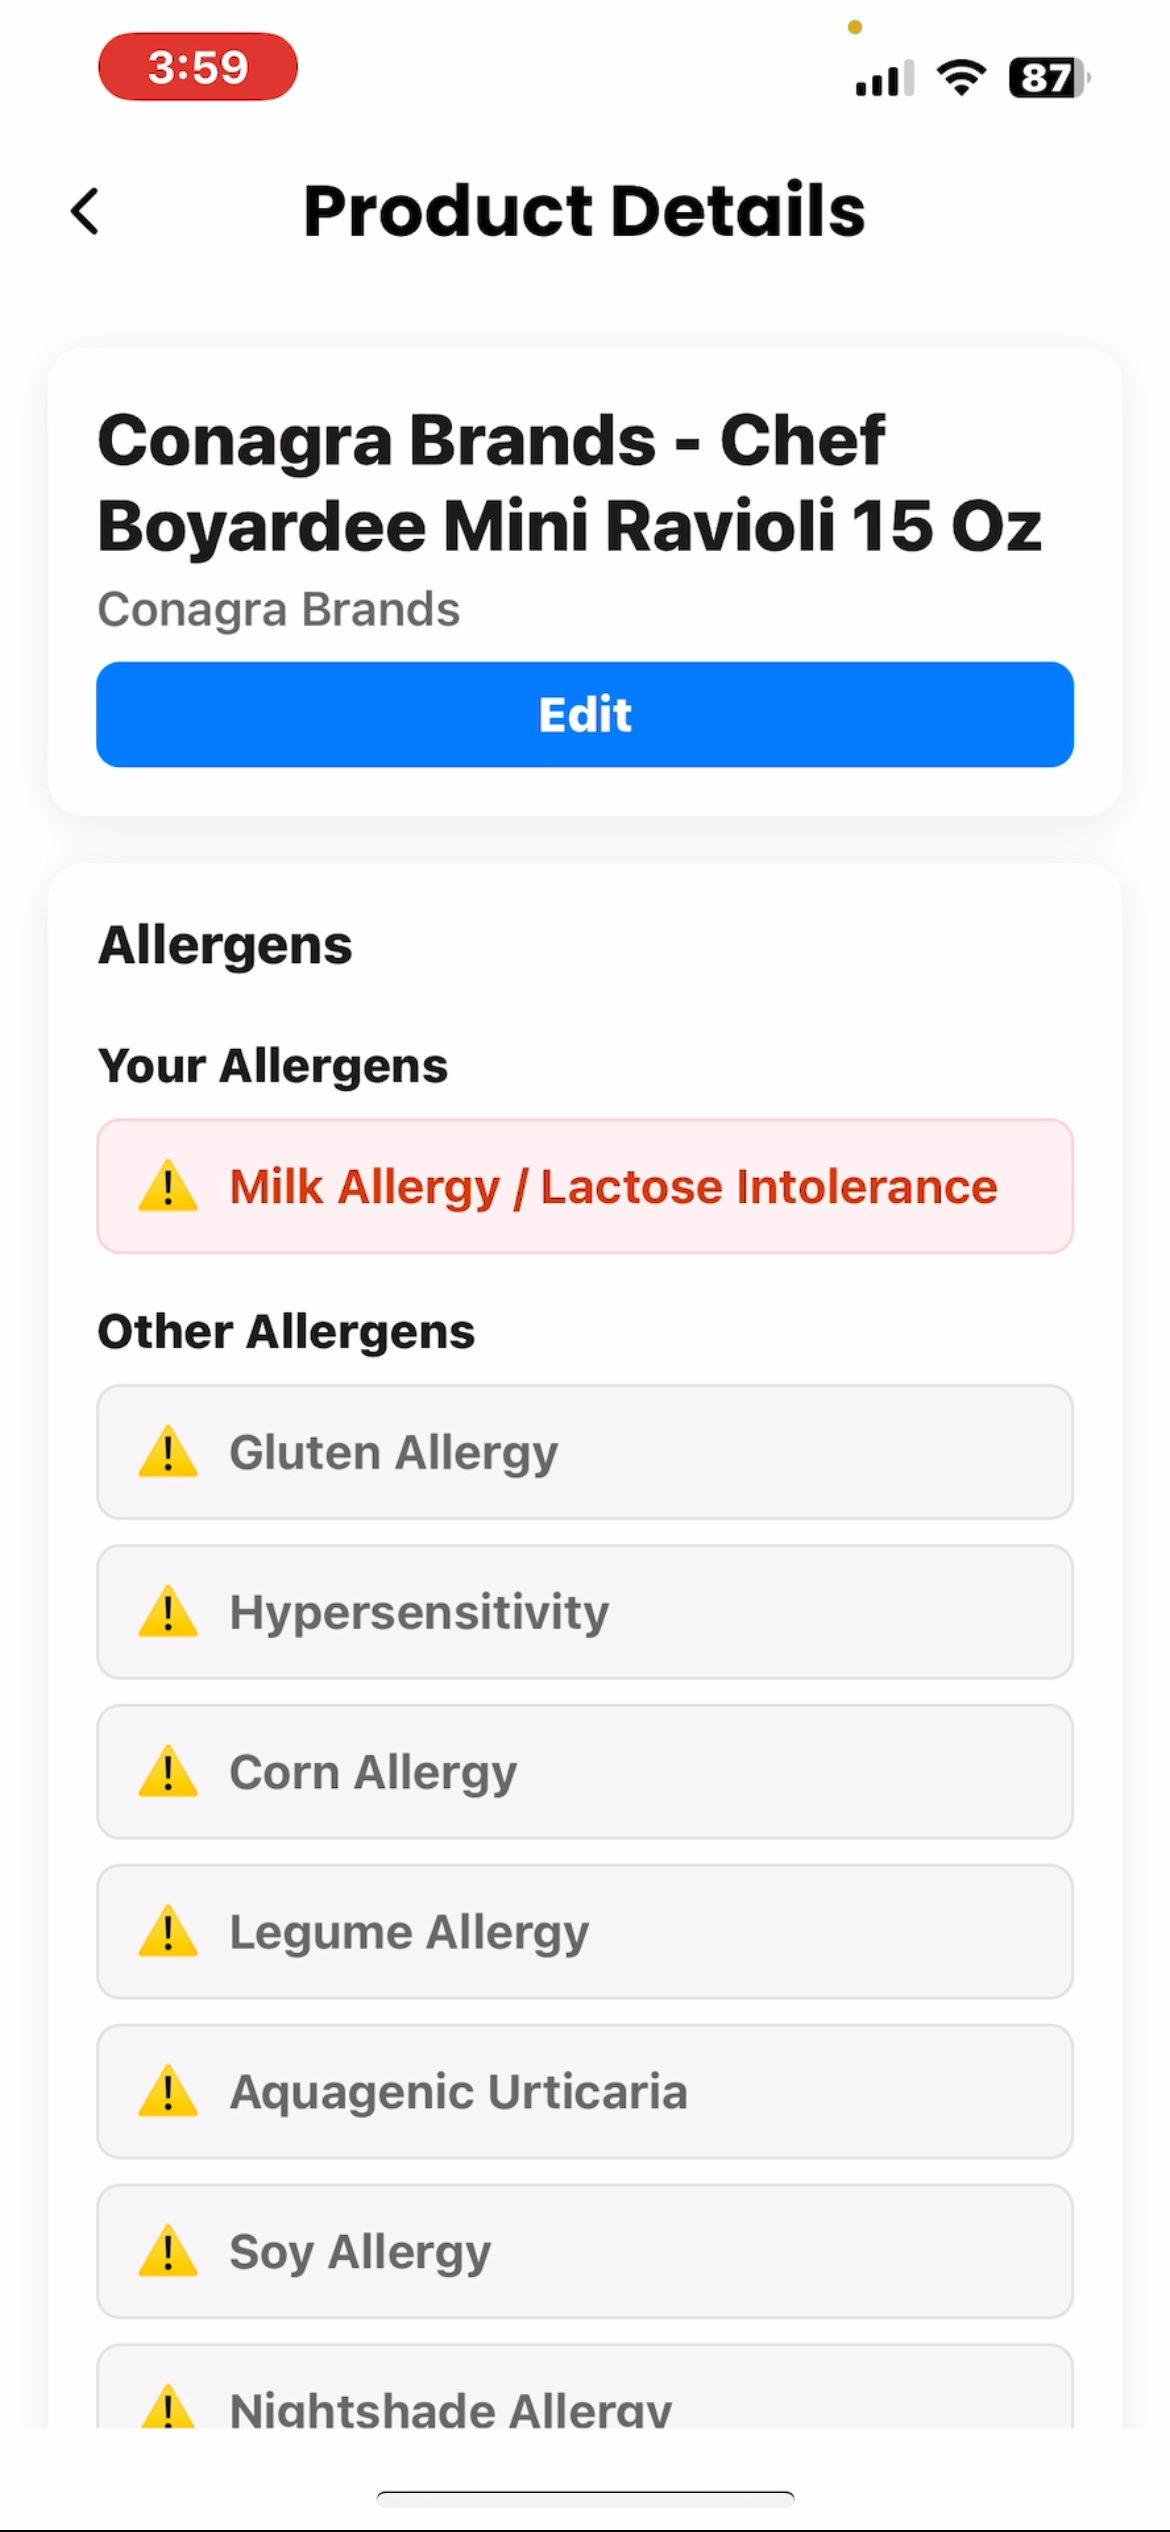 3:59
87
Product Details
Conagra Brands - Chef
Boyardee Mini Ravioli 15 Oz
Conagra Brands
Edit
Allergens
Your Allergens
Milk Allergy / Lactose Intolerance
Other Allergens
Gluten Allergy
Hypersensitivity
Corn Allergy
Legume Allergy
Aquagenic Urticaria
Soy Allergy
Nightshade Allergy